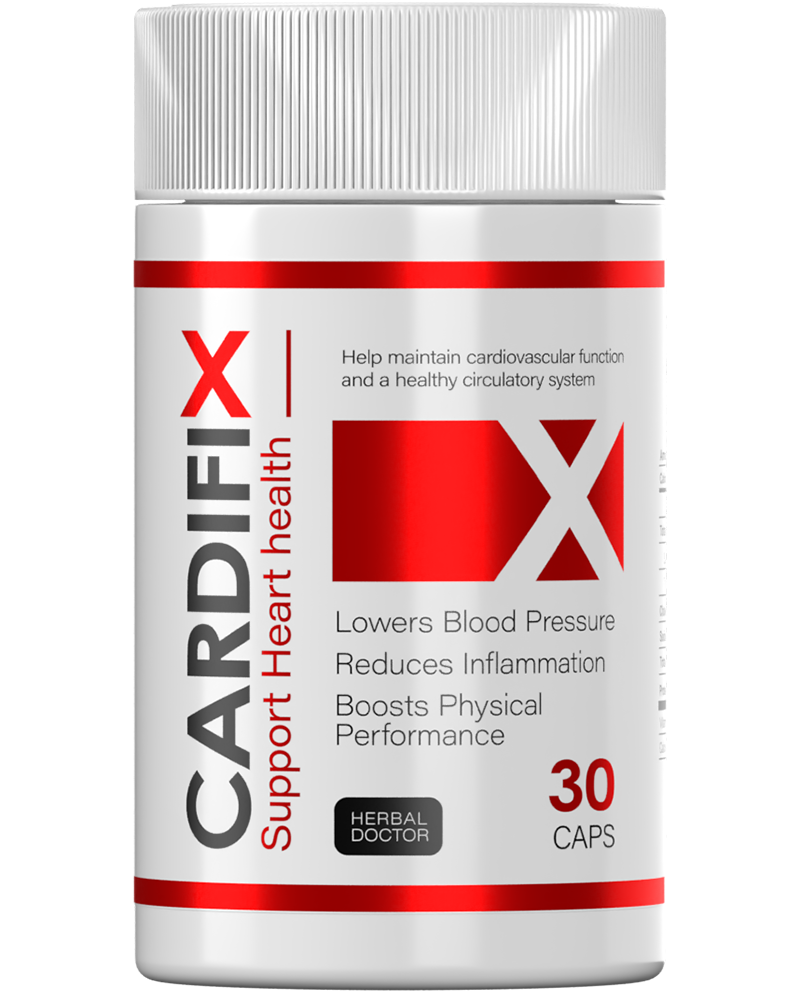 CARDIFIX
Support Heart health
Help maintain cardiovascular function
and a healthy circulatory system
X
Lowers Blood Pressure
Reduces Inflammation
Boosts Physical
Performance
HERBAL
DOCTOR
30
CAPS